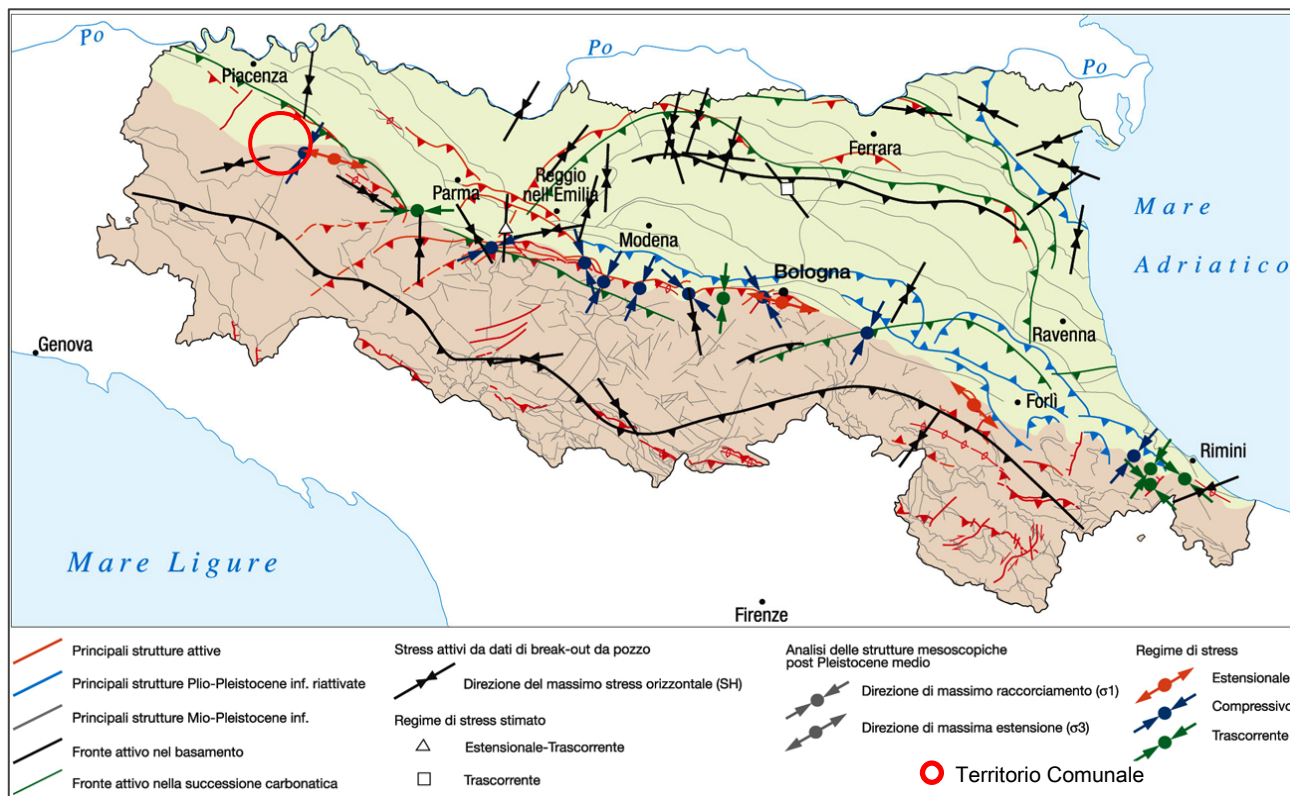 Po
Po
Po
Piacenza
Ferrara
Parma
Reggio
nell'Emilia
Modena
Mare
Adriatico
Bologna
Ravenna
Genova
Forlì
Rimini
Mare Ligure
Firenze
Principali strutture attive
Principali strutture Plio-Pleistocene inf. riattivate
Principali strutture Mio-Pleistocene inf.
Fronte attivo nel basamento
Fronte attivo nella successione carbonatica
Stress attivi da dati di break-out da pozzo
Direzione del massimo stress orizzontale (SH)
Regime di stress stimato
Estensionale-Trascorrente
Trascorrente
Analisi delle strutture mesoscopiche
post Pleistocene medio
Direzione di massimo raccorciamento (σ1)
Direzione di massima estensione (σ3)
Regime di stress
Estensionale
Compressivo
Trascorrente
Territorio Comunale